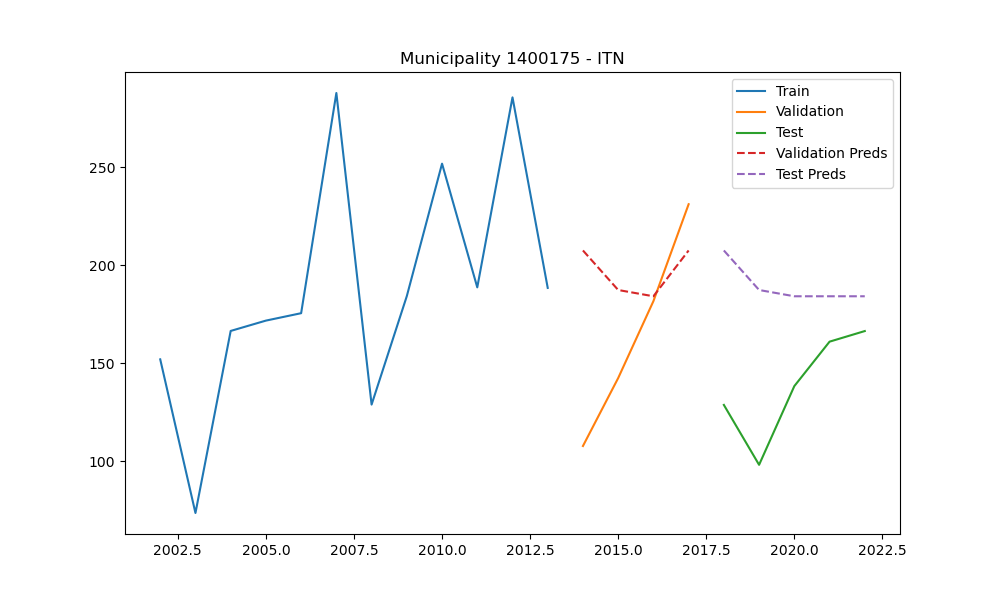 Municipality 1400175 - ITN
Train
Validation
Test
Validation Preds
Test Preds
250
200
150
100
2002.5 2005.0 2007.5 2010.0 2012.5 2015.0 2017.5 2020.0 2022.5